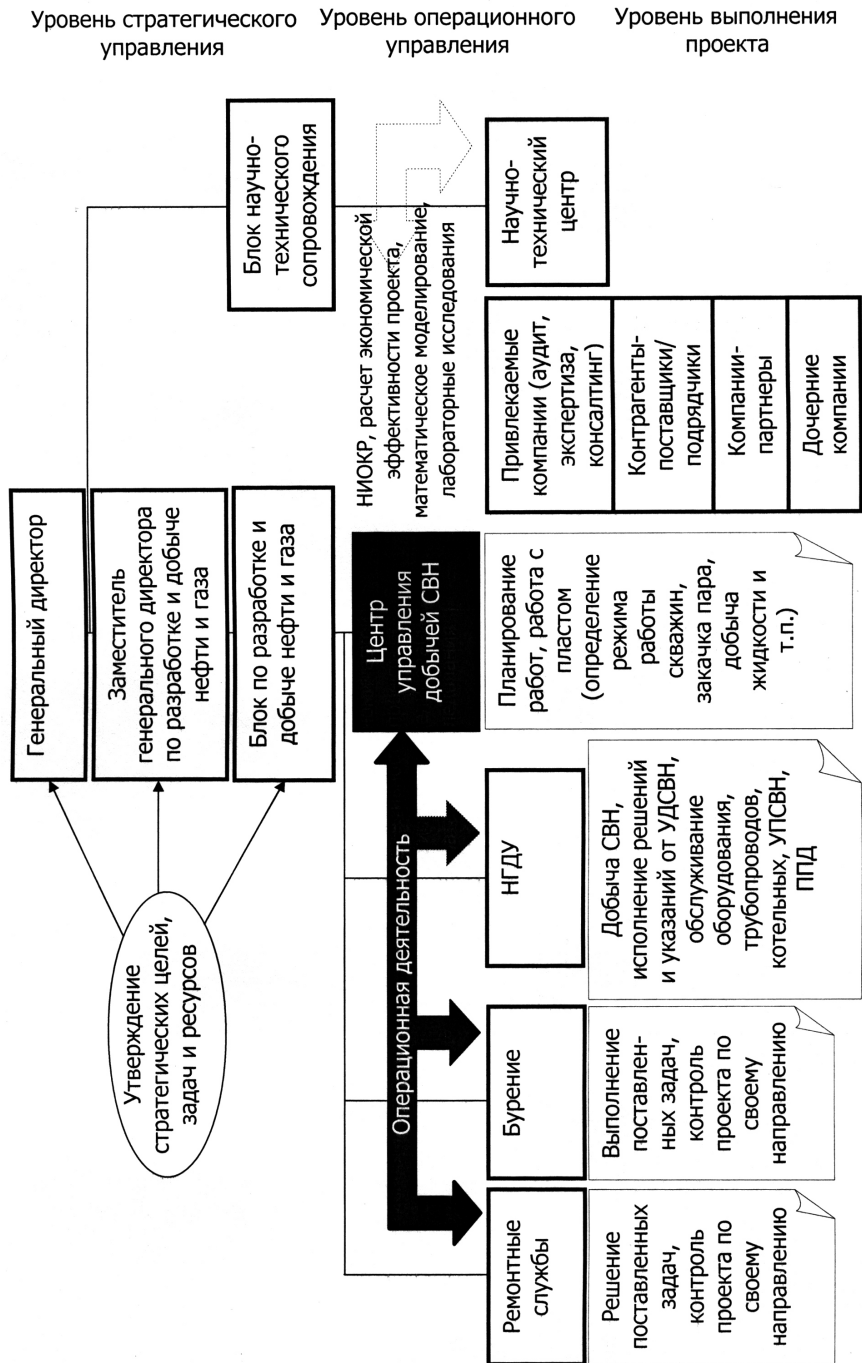 Уровень стратегического
управления
Уровень операционного
управления
Уровень выполнения
проекта
Утверждение
стратегических целей,
задач и ресурсов
Генеральный директор
Заместитель
генерального директора
по разработке и добыче
нефти и газа
Блок по разработке и
добыче нефти и газа
Блок научно-
технического
сопровождения
Операционная деятельность
Центр
управления
добычей СВН
НИОКР, расчет экономической
эффективности проекта,
математическое моделирование,
лабораторные исследования
Ремонтные
службы
Бурение
НГДУ
Научно-
технический
центр
Решение
поставленных
задач,
контроль
проекта по
своему
направлению
Выполнение
поставлен-
ных задач,
контроль
проекта по
своему
направлению
Добыча СВН,
исполнение решений
и указаний от УДСВН,
обслуживание
оборудования,
трубопроводов,
котельных, УПСВН,
ППД
Планирование
работ, работа с
пластом
(определение
режима
работы
скважин,
закачка пара,
добыча
жидкости и
т.п.)
Привлекаемые
компании (аудит,
экспертиза,
консалтинг)
Контрагенты-
поставщики/
подрядчики
Компании-
партнеры
Дочерние
компании